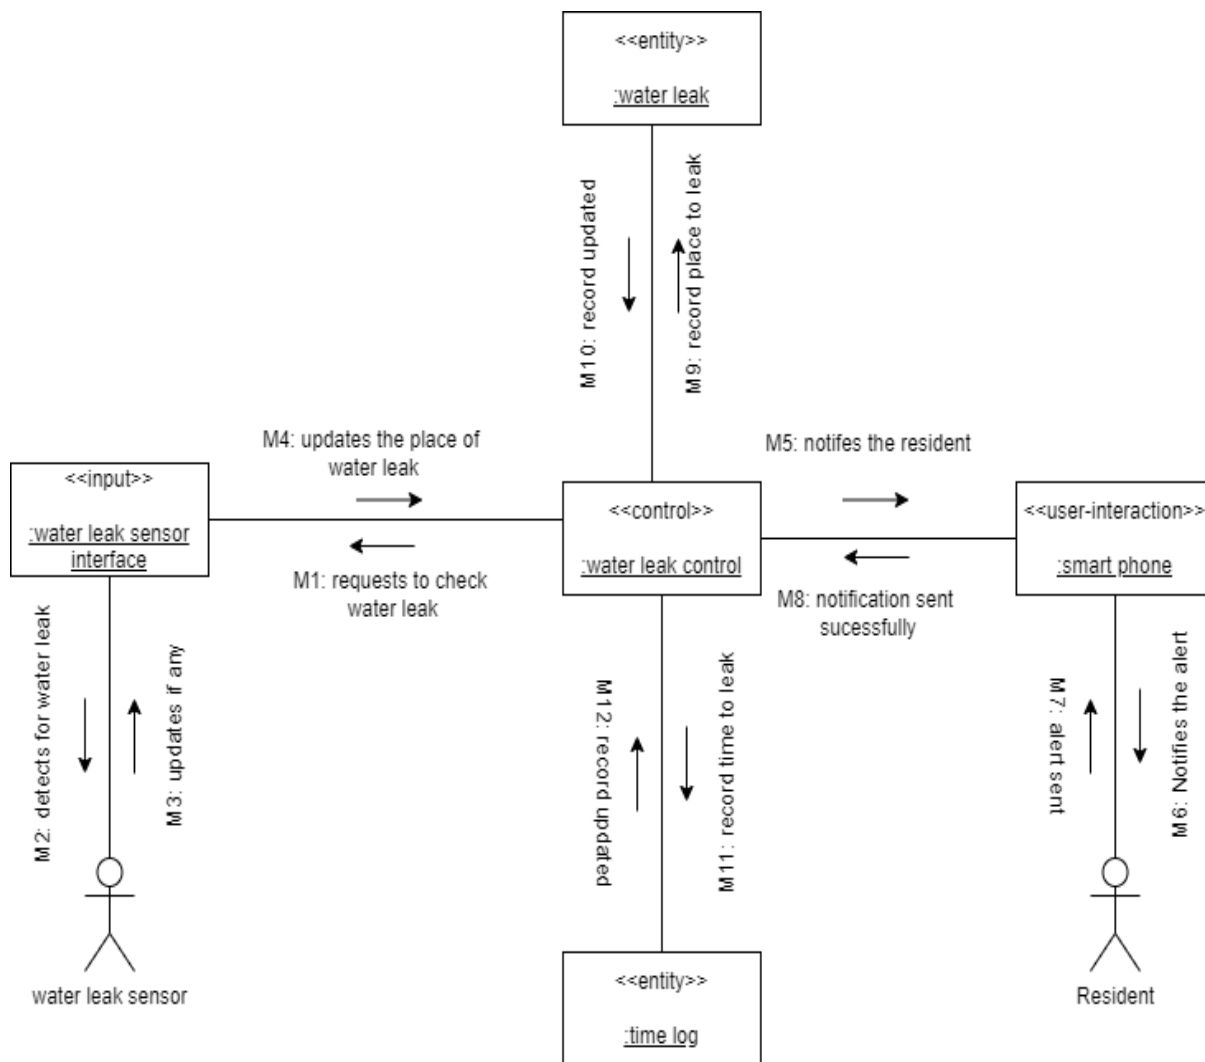 <<entity>>
:water leak
M10: record updated
M9: record place to leak
M4: updates the place of
water leak
M5: notifes the resident
<<input>>
:water leak sensor
interface
<<control>>
:water leak control
<<user-interaction>>
:smart phone
M1: requests to check
water leak
M8: notification sent
sucessfully
M2: detects for water leak
M3: updates if any
M12: record updated
M11: record time to leak
M7: alert sent
M6: Notifies the alert
water leak sensor
<<entity>>
:time log
Resident